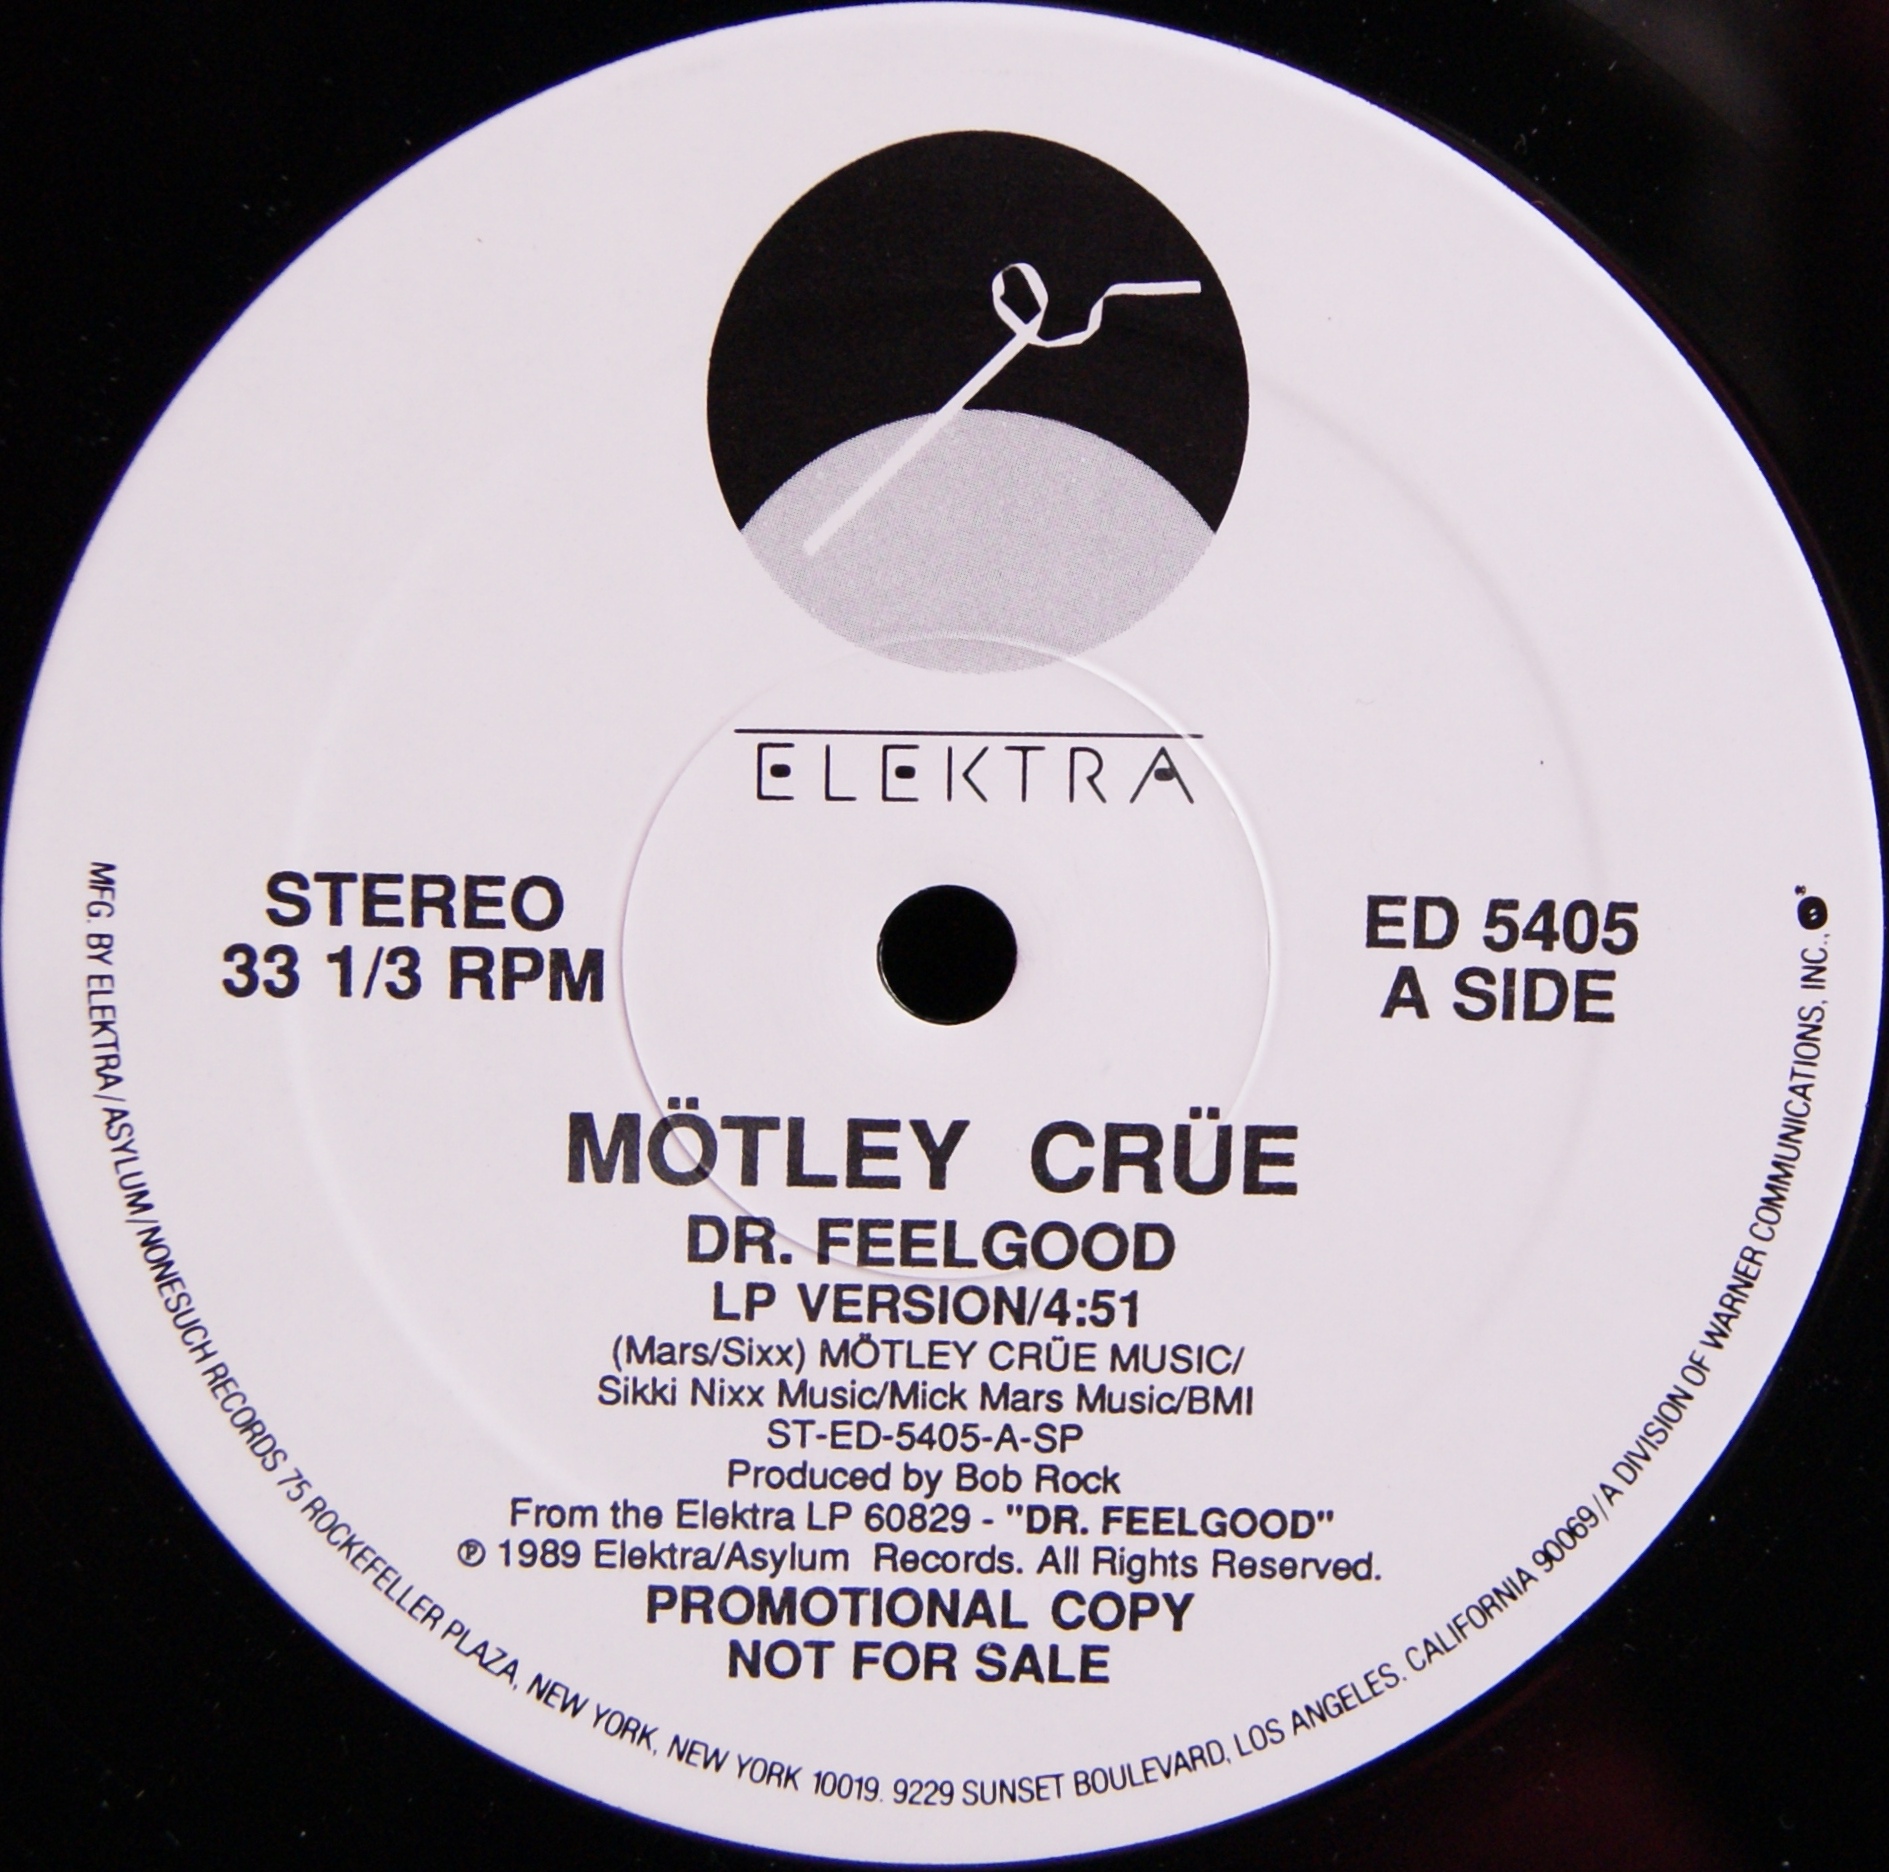 ELEKTRA
STEREO
33 1/3 RPM
ED 5405
A SIDE
MÖTLEY CRÜE
DR. FEELGOOD
LP VERSION/4:51
(Mars/Sixx) MÖTLEY CRÜE MUSIC/
Sikki Nixx Music/Mick Mars Music/BMI
ST-ED-5405-A-SP
Produced by Bob Rock
From the Elektra LP 60829 - "DR. FEELGOOD"
℗ 1989 Elektra/Asylum Records. All Rights Reserved.
PROMOTIONAL COPY
NOT FOR SALE
MFG. BY ELEKTRA/ASYLUM/NONESUCH RECORDS 75 ROCKEFELLER PLAZA, NEW YORK, NEW YORK 10019. 9229 SUNSET BOULEVARD, LOS ANGELES. CALIFORNIA 90069/A DIVISION OF WARNER COMMUNICATIONS, INC.,